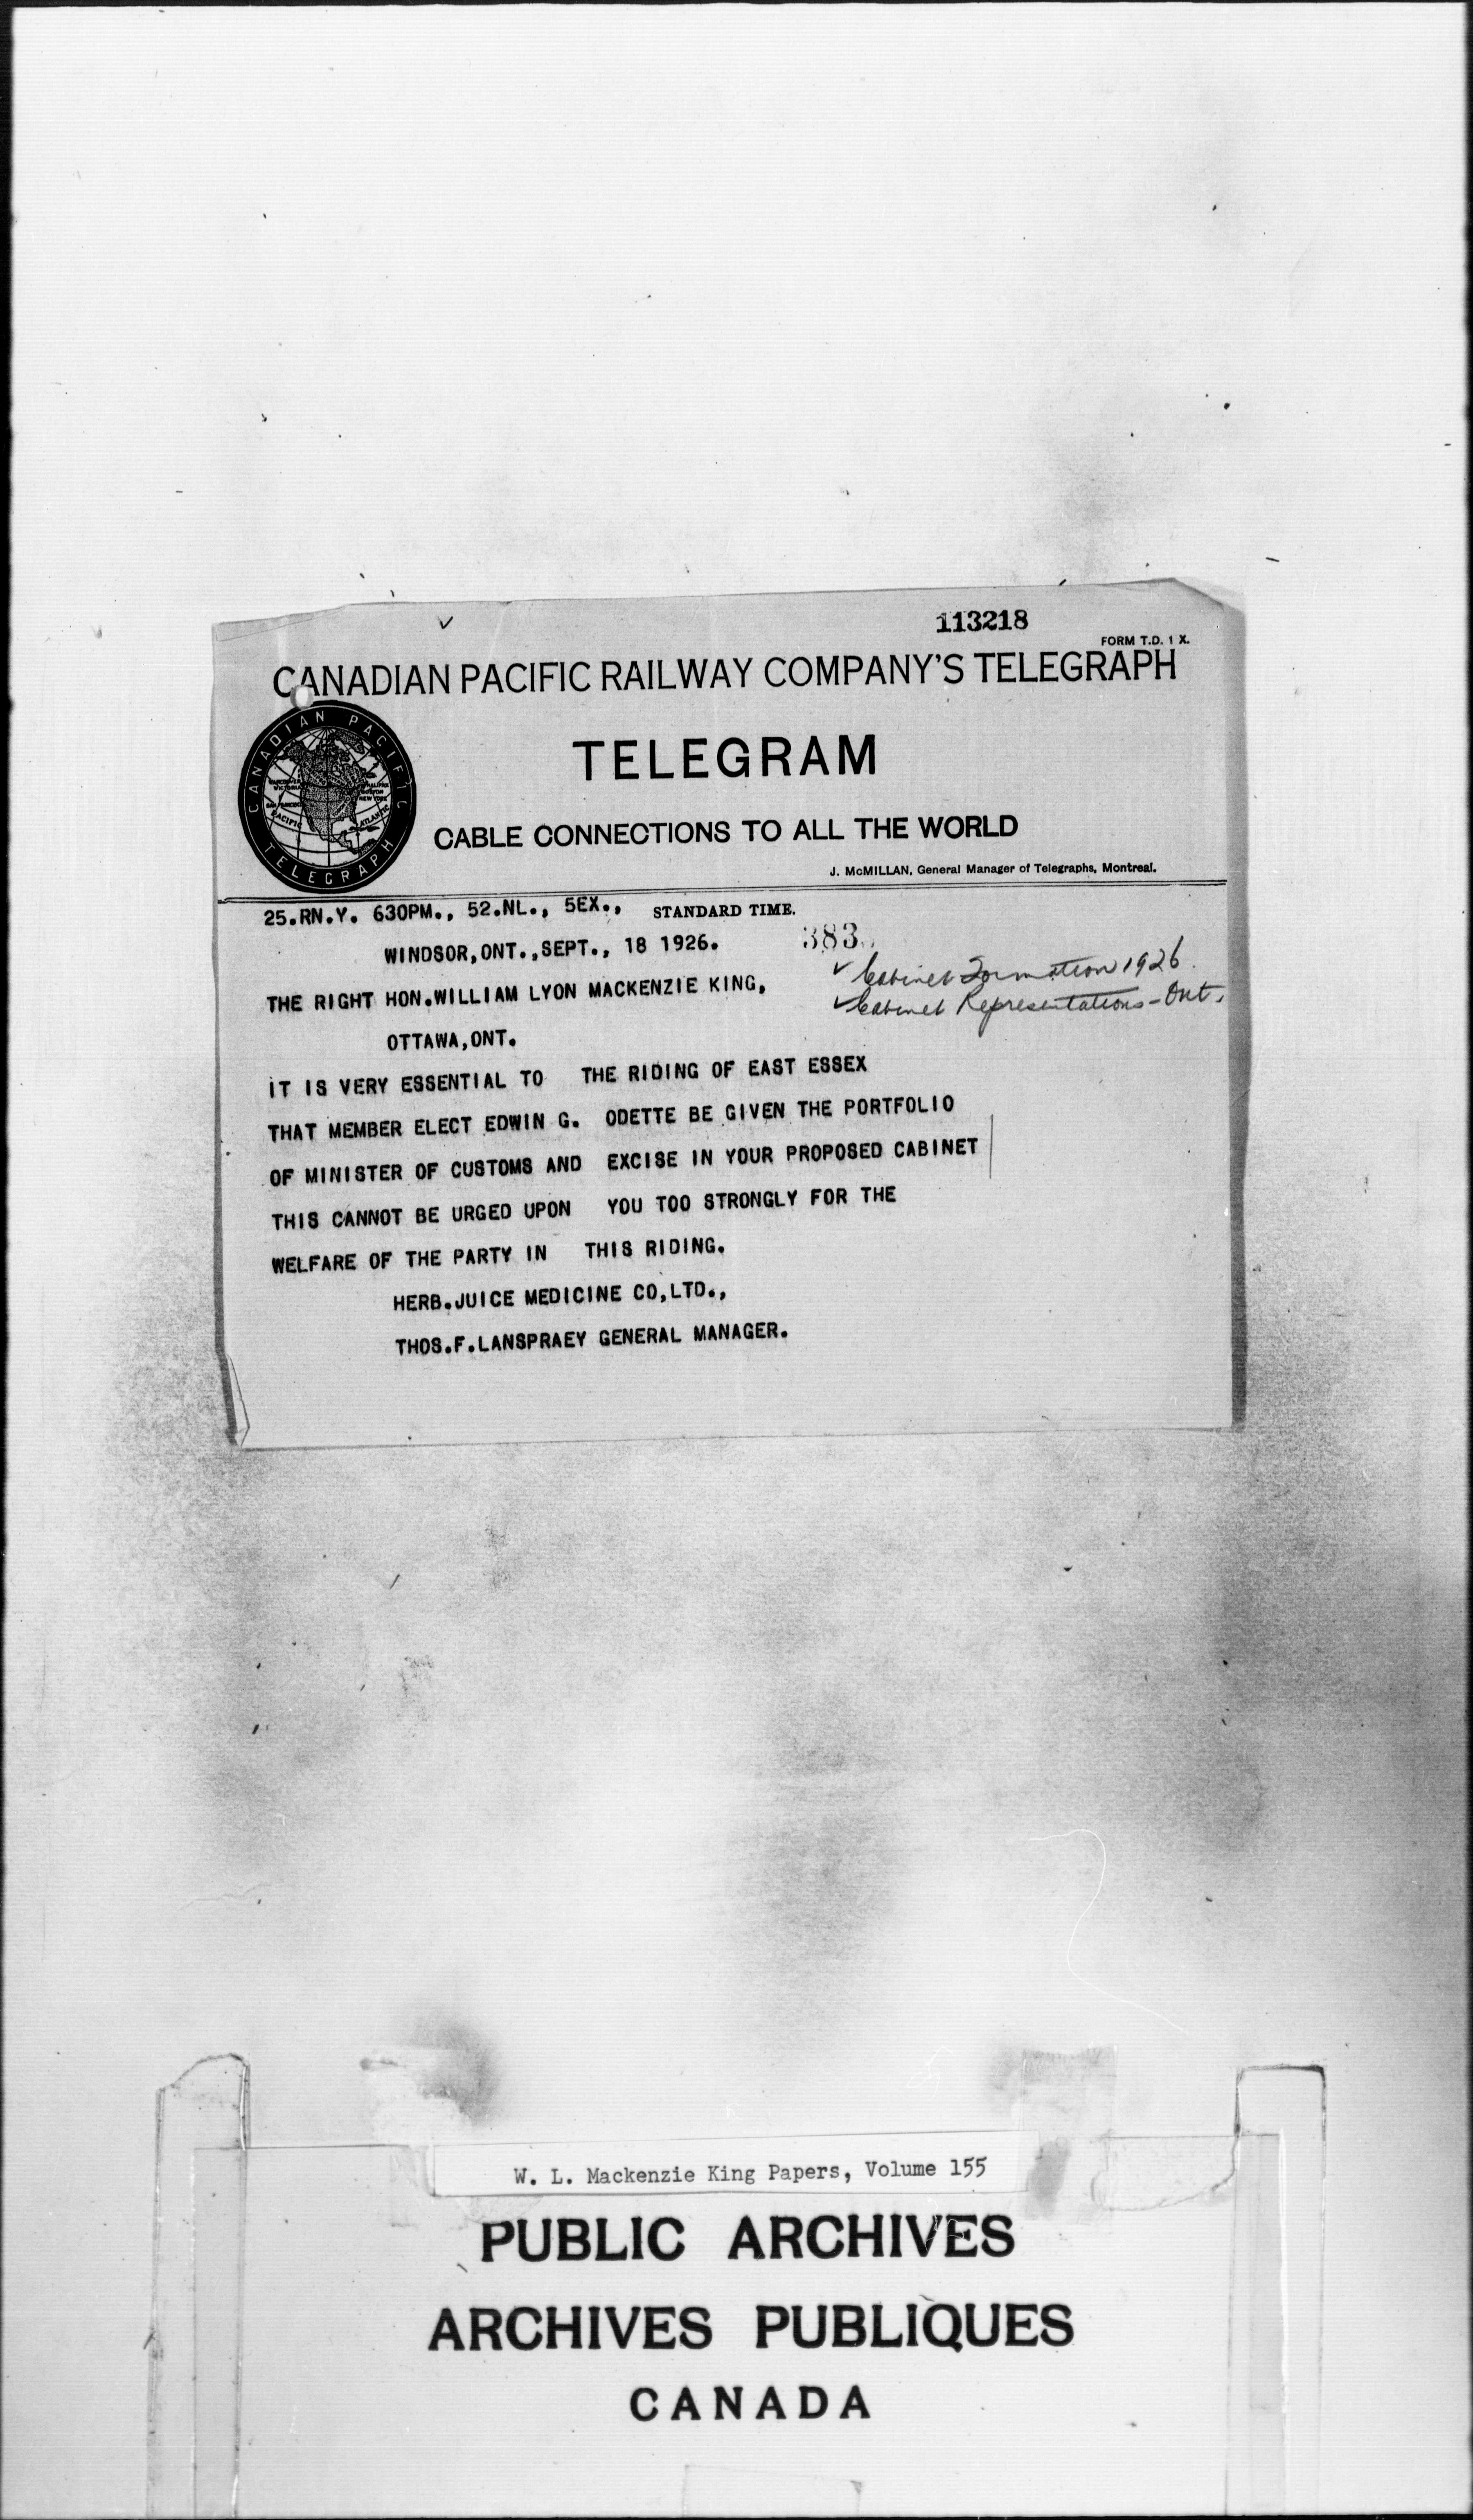 113218
FORM T.D. 1 X.
CANADIAN PACIFIC RAILWAY COMPANY'S TELEGRAPH
CANADIAN PACIFIC
TELEGRAPH
PACIFIC
ATLANTIC
TELEGRAM
CABLE CONNECTIONS TO ALL THE WORLD
J. McMILLAN, General Manager of Telegraphs, Montreal.
25.RN.Y. 630PM., 52.NL., 5EX., STANDARD TIME.
WINDSOR,ONT.,SEPT., 18 1926.
383
Cabinet Formation 1926
THE RIGHT HON.WILLIAM LYON MACKENZIE KING,
Cabinet Representations - Ont.
OTTAWA,ONT.
IT IS VERY ESSENTIAL TO THE RIDING OF EAST ESSEX
THAT MEMBER ELECT EDWIN G. ODETTE BE GIVEN THE PORTFOLIO
OF MINISTER OF CUSTOMS AND EXCISE IN YOUR PROPOSED CABINET
THIS CANNOT BE URGED UPON YOU TOO STRONGLY FOR THE
WELFARE OF THE PARTY IN THIS RIDING.
HERB.JUICE MEDICINE CO,LTD.,
THOS.F.LANSPRAEY GENERAL MANAGER.
W. L. Mackenzie King Papers, Volume 155
PUBLIC ARCHIVES
ARCHIVES PUBLIQUES
CANADA